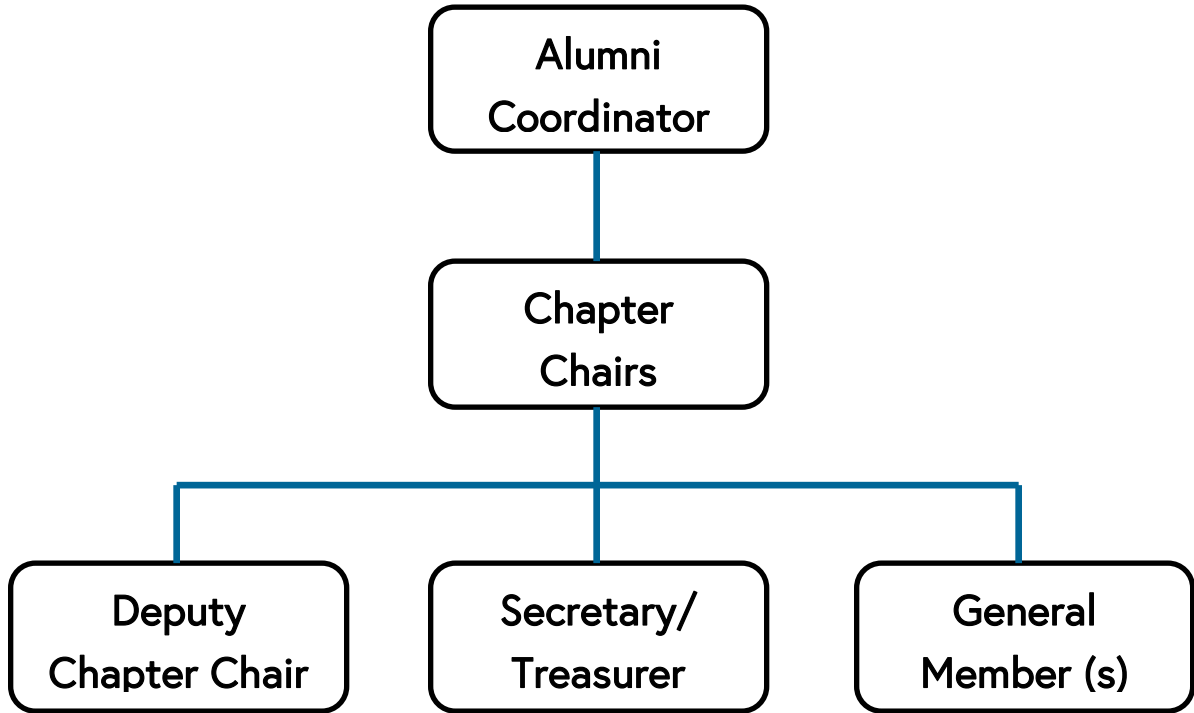 Alumni
Coordinator
Chapter
Chairs
Deputy
Chapter Chair
Secretary/
Treasurer
General
Member (s)